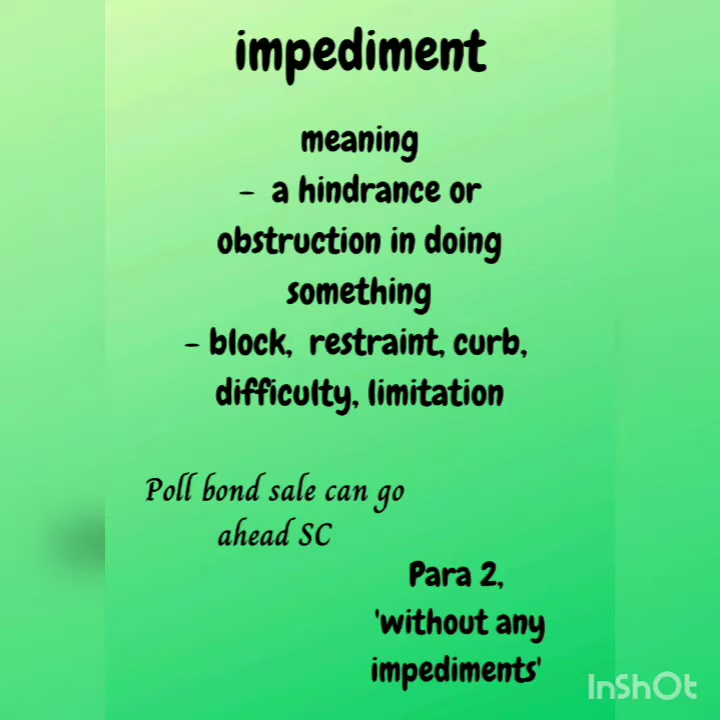 impediment
meaning
- a hindrance or
obstruction in doing
something
- block, restraint, curb,
difficulty, limitation
Poll bond sale can go
ahead SC
Para 2,
'without any
impediments'
InShOt